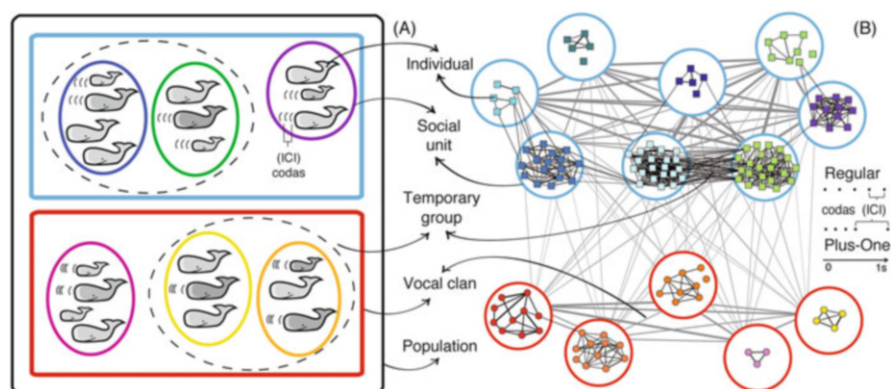 (A)
(B)
Individual
Social
unit
(ICI)
codas
Temporary
group
Vocal clan
Population
Regular
codas (ICI)
Plus-One
0 1s